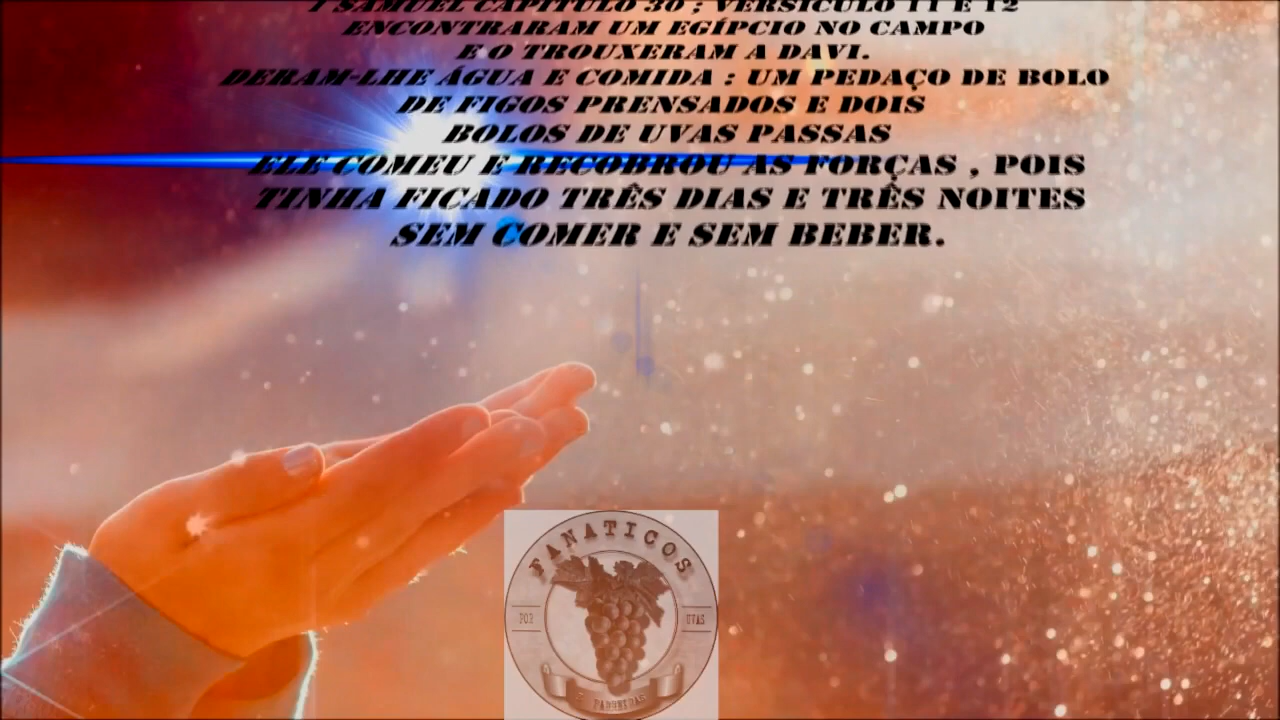 1 SAMUEL CAPÍTULO 30 ; VERSÍCULO 11 E 12
ENCONTRARAM UM EGÍPCIO NO CAMPO
E O TROUXERAM A DAVI.
DERAM-LHE ÁGUA E COMIDA : UM PEDAÇO DE BOLO
DE FIGOS PRENSADOS E DOIS
BOLOS DE UVAS PASSAS
ELE COMEU E RECOBROU AS FORÇAS , POIS
TINHA FICADO TRÊS DIAS E TRÊS NOITES
SEM COMER E SEM BEBER.
FANATICOS
POR UVAS